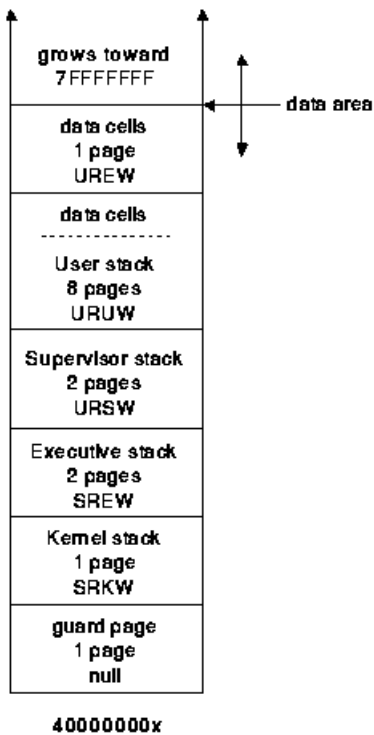 grows toward
7FFFFFFF
data area
data cells
1 page
UREW
data cells
User stack
8 pages
URUW
Supervisor stack
2 pages
URSW
Executive stack
2 pages
SREW
Kernel stack
1 page
SRKW
guard page
1 page
null
40000000x